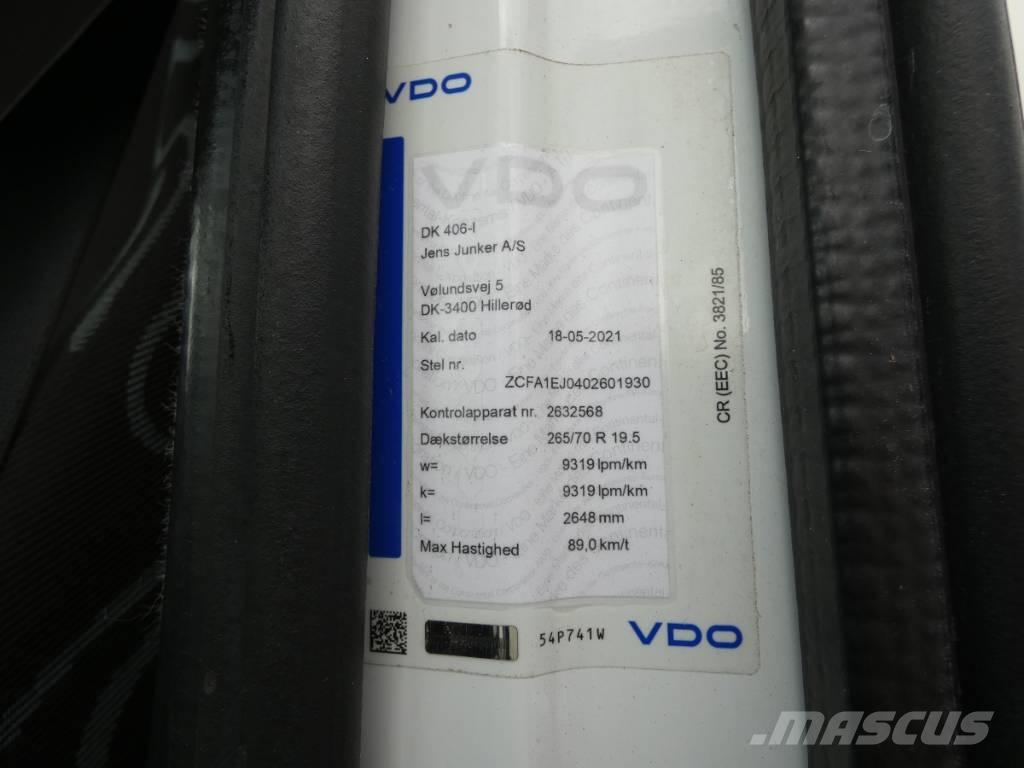 VDO
VDO
DK 406-I
Jens Junker A/S
Vølundsvej 5
DK-3400 Hillerød
Kal. dato 18-05-2021
Stel nr.
ZCFA1EJ0402601930
Kontrolapparat nr. 2632568
Dækstørrelse 265/70 R 19.5
w= 9319 lpm/km
k= 9319 lpm/km
l= 2648 mm
Max Hastighed 89,0 km/t
54P741W VDO
CR (EEC) No. 3821/85
MASCUS